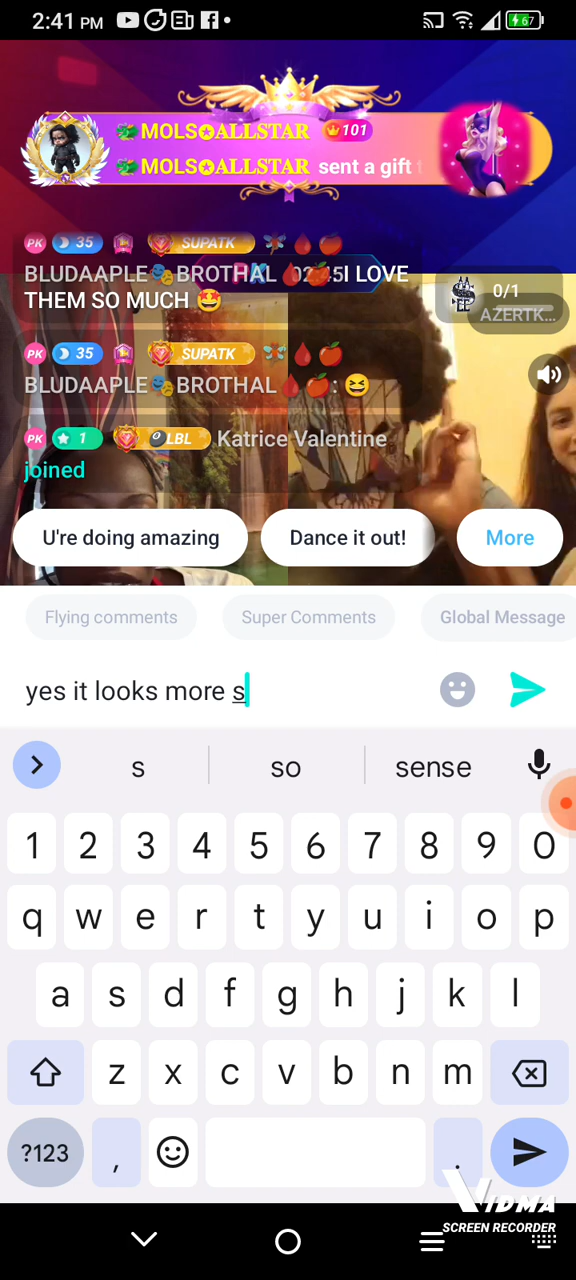 2:41 PM
67
MOLS✪ALLSTAR 101
MOLS✪ALLSTAR sent a gift t
PK 35 SUPATK
BLUDAAPLE🎭BROTHAL 🩸🍎: I LOVE
THEM SO MUCH 🤩
0/1
AZERTK...
PK 35 SUPATK 🩸🍎
BLUDAAPLE🎭BROTHAL🩸🍎: 😆
PK 1 🎱LBL Katrice Valentine
joined
U're doing amazing
Dance it out!
More
Flying comments
Super Comments
Global Message
yes it looks more s
s
so
sense
1 2 3 4 5 6 7 8 9 0
q w e r t y u i o p
a s d f g h j k l
z x c v b n m
?123 , .
VIDMA
SCREEN RECORDER